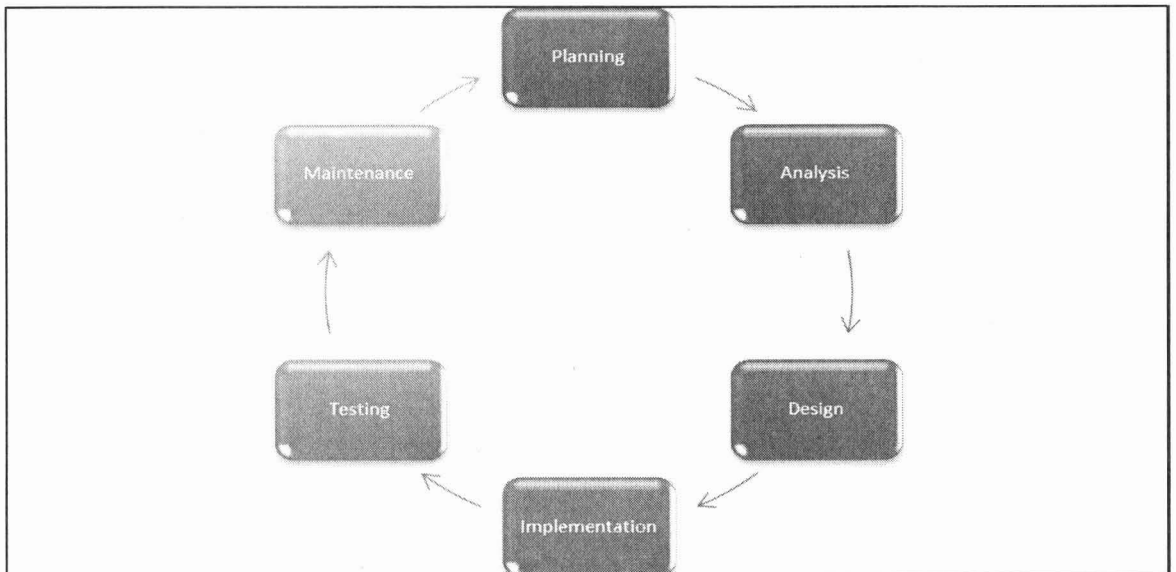 Planning
Analysis
Design
Implementation
Testing
Maintenance